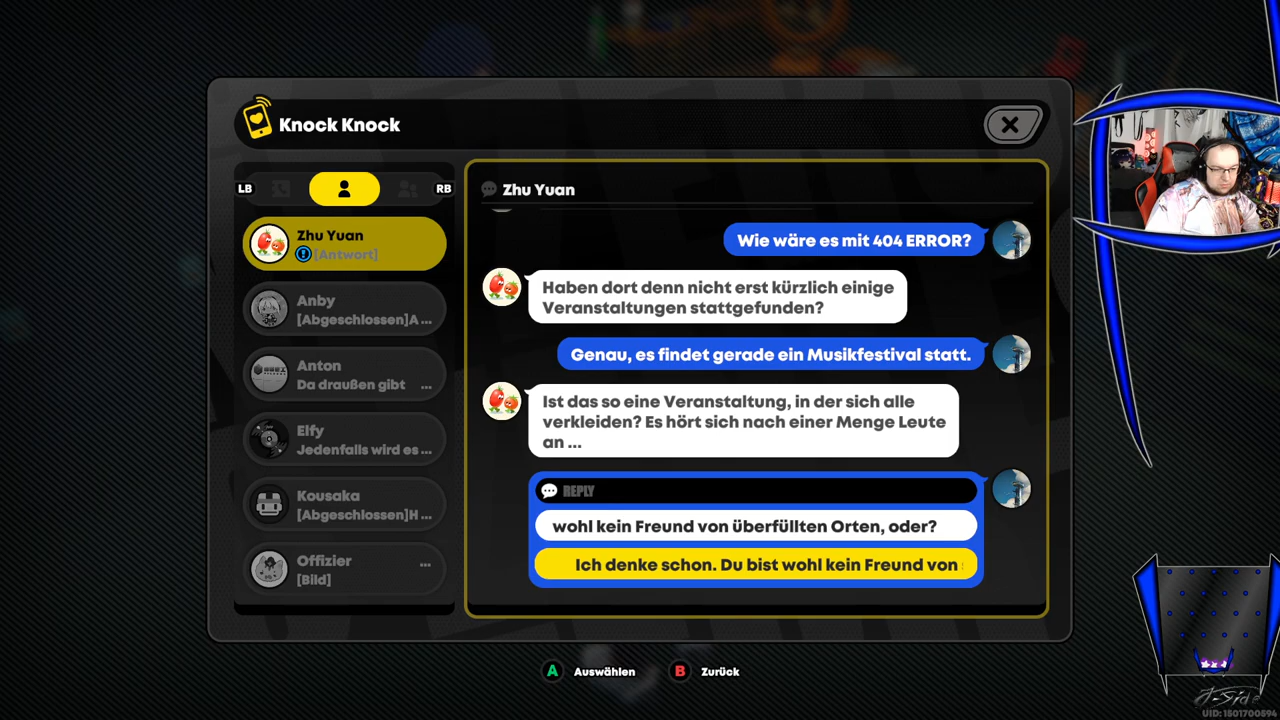 Knock Knock
LB
RB
Zhu Yuan
[Antwort]
Anby
[Abgeschlossen]A ...
Anton
Da draußen gibt ...
Elfy
Jedenfalls wird es ...
Kousaka
[Abgeschlossen]H ...
Offizier ...
[Bild]
Zhu Yuan
Wie wäre es mit 404 ERROR?
Haben dort denn nicht erst kürzlich einige
Veranstaltungen stattgefunden?
Genau, es findet gerade ein Musikfestival statt.
Ist das so eine Veranstaltung, in der sich alle
verkleiden? Es hört sich nach einer Menge Leute
an ...
REPLY
wohl kein Freund von überfüllten Orten, oder?
Ich denke schon. Du bist wohl kein Freund von
A Auswählen B Zurück
J-Side
UID: 1501700594